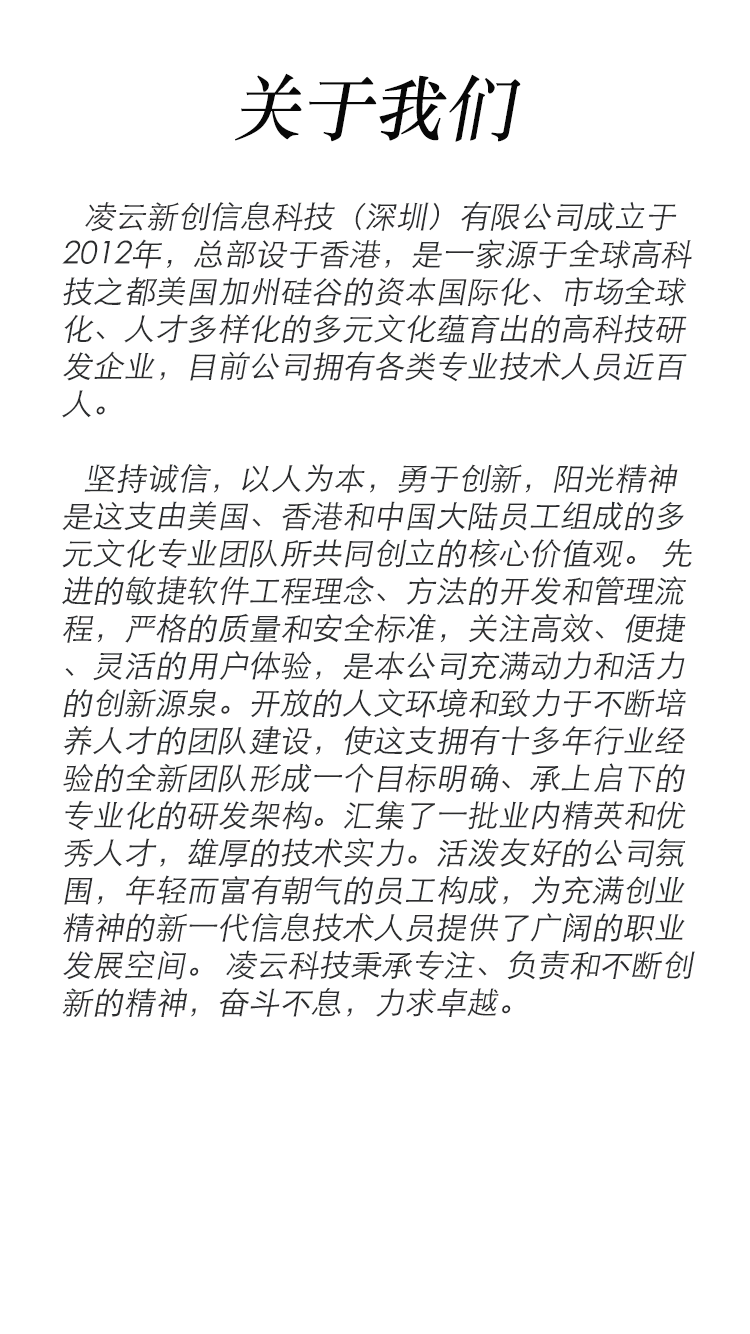 关于我们
凌云新创信息科技（深圳）有限公司成立于
2012年，总部设于香港，是一家源于全球高科
技之都美国加州硅谷的资本国际化、市场全球
化、人才多样化的多元文化蕴育出的高科技研
发企业，目前公司拥有各类专业技术人员近百
人。
坚持诚信，以人为本，勇于创新，阳光精神
是这支由美国、香港和中国大陆员工组成的多
元文化专业团队所共同创立的核心价值观。 先
进的敏捷软件工程理念、方法的开发和管理流
程，严格的质量和安全标准，关注高效、便捷
、灵活的用户体验，是本公司充满动力和活力
的创新源泉。开放的人文环境和致力于不断培
养人才的团队建设，使这支拥有十多年行业经
验的全新团队形成一个目标明确、承上启下的
专业化的研发架构。汇集了一批业内精英和优
秀人才，雄厚的技术实力。活泼友好的公司氛
围，年轻而富有朝气的员工构成，为充满创业
精神的新一代信息技术人员提供了广阔的职业
发展空间。 凌云科技秉承专注、负责和不断创
新的精神，奋斗不息，力求卓越。